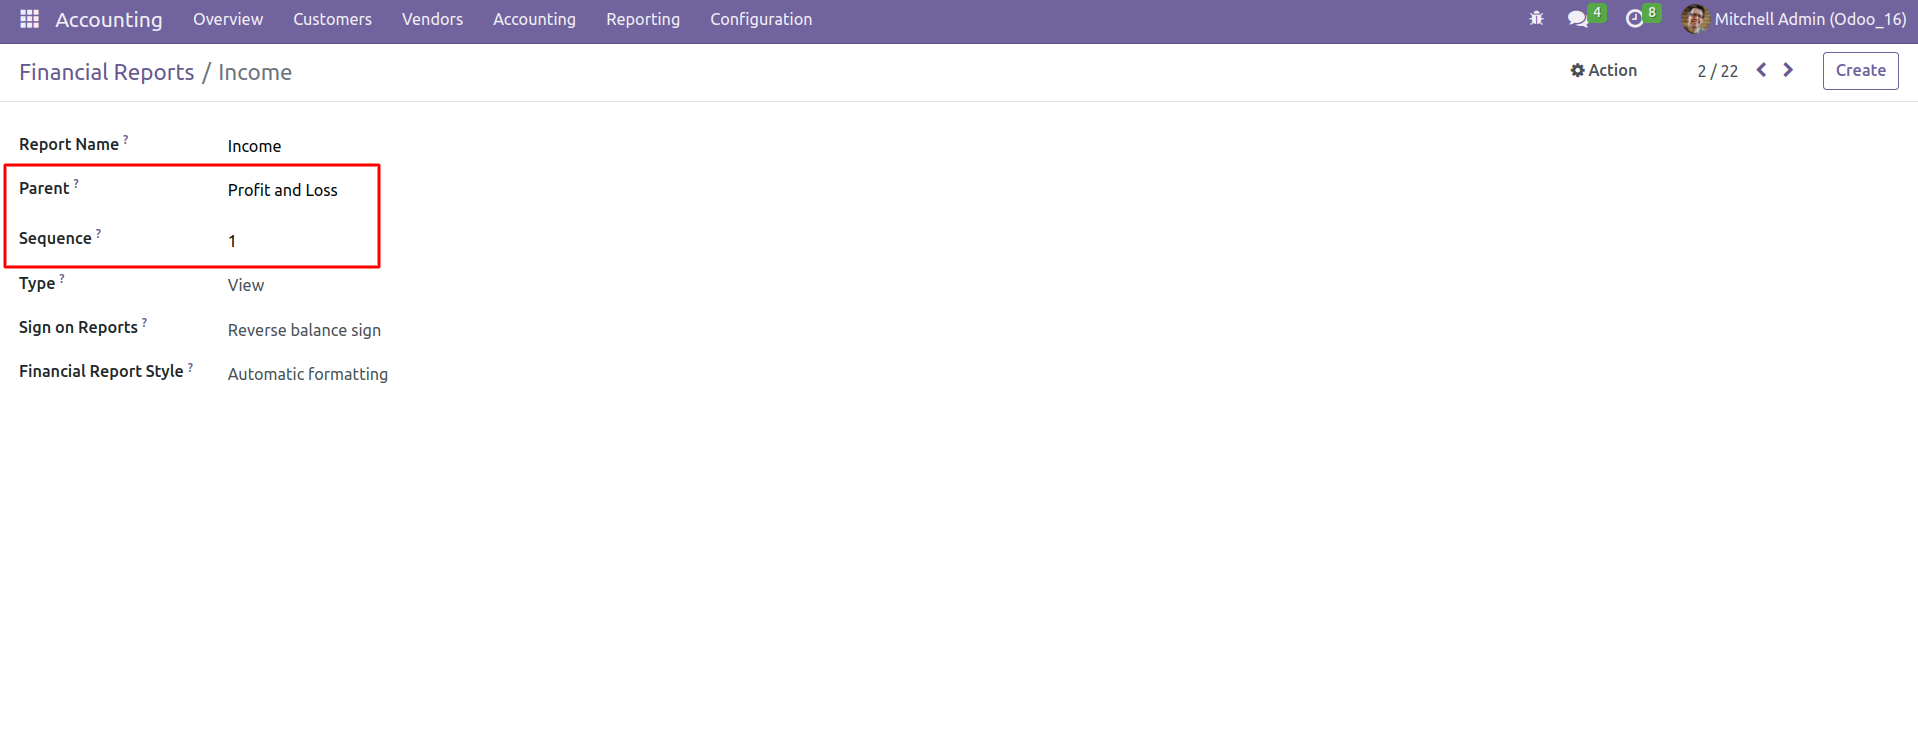 Accounting Overview Customers Vendors Accounting Reporting Configuration 4 8 Mitchell Admin (Odoo_16)
Financial Reports / Income Action 2 / 22 Create
Report Name ? Income
Parent ? Profit and Loss
Sequence ? 1
Type ? View
Sign on Reports ? Reverse balance sign
Financial Report Style ? Automatic formatting